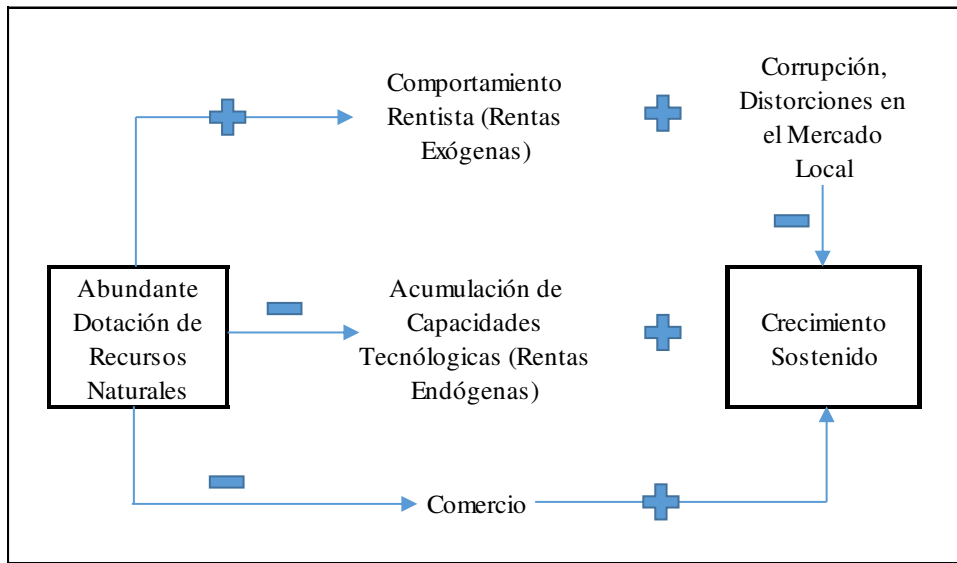 Comportamiento
Rentista (Rentas
Exógenas)
Corrupción,
Distorciones en
el Mercado
Local
Abundante
Dotación de
Recursos
Naturales
Acumulación de
Capacidades
Tecnólogicas (Rentas
Endógenas)
Crecimiento
Sostenido
Comercio